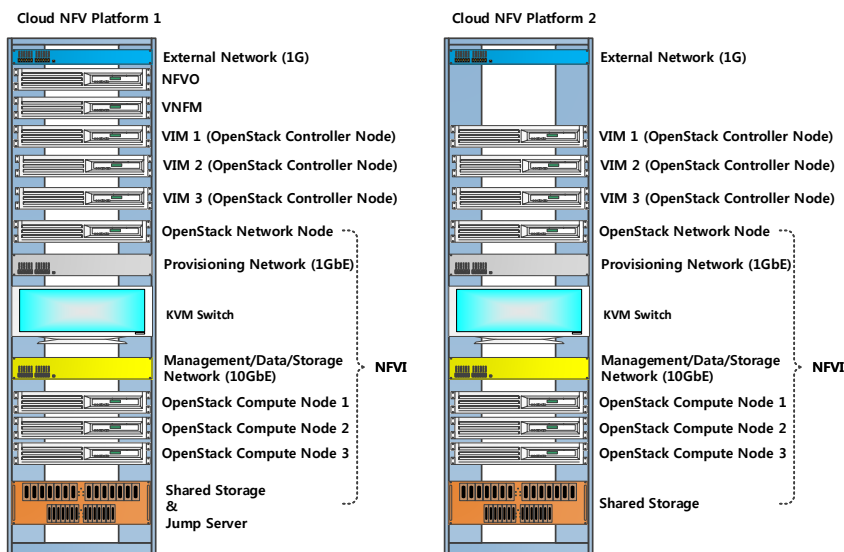 Cloud NFV Platform 1
External Network (1G)
NFVO
VNFM
VIM 1 (OpenStack Controller Node)
VIM 2 (OpenStack Controller Node)
VIM 3 (OpenStack Controller Node)
OpenStack Network Node
Provisioning Network (1GbE)
KVM Switch
Management/Data/Storage
Network (10GbE)
NFVI
OpenStack Compute Node 1
OpenStack Compute Node 2
OpenStack Compute Node 3
Shared Storage
&
Jump Server
Cloud NFV Platform 2
External Network (1G)
VIM 1 (OpenStack Controller Node)
VIM 2 (OpenStack Controller Node)
VIM 3 (OpenStack Controller Node)
OpenStack Network Node
Provisioning Network (1GbE)
KVM Switch
Management/Data/Storage
Network (10GbE)
NFVI
OpenStack Compute Node 1
OpenStack Compute Node 2
OpenStack Compute Node 3
Shared Storage